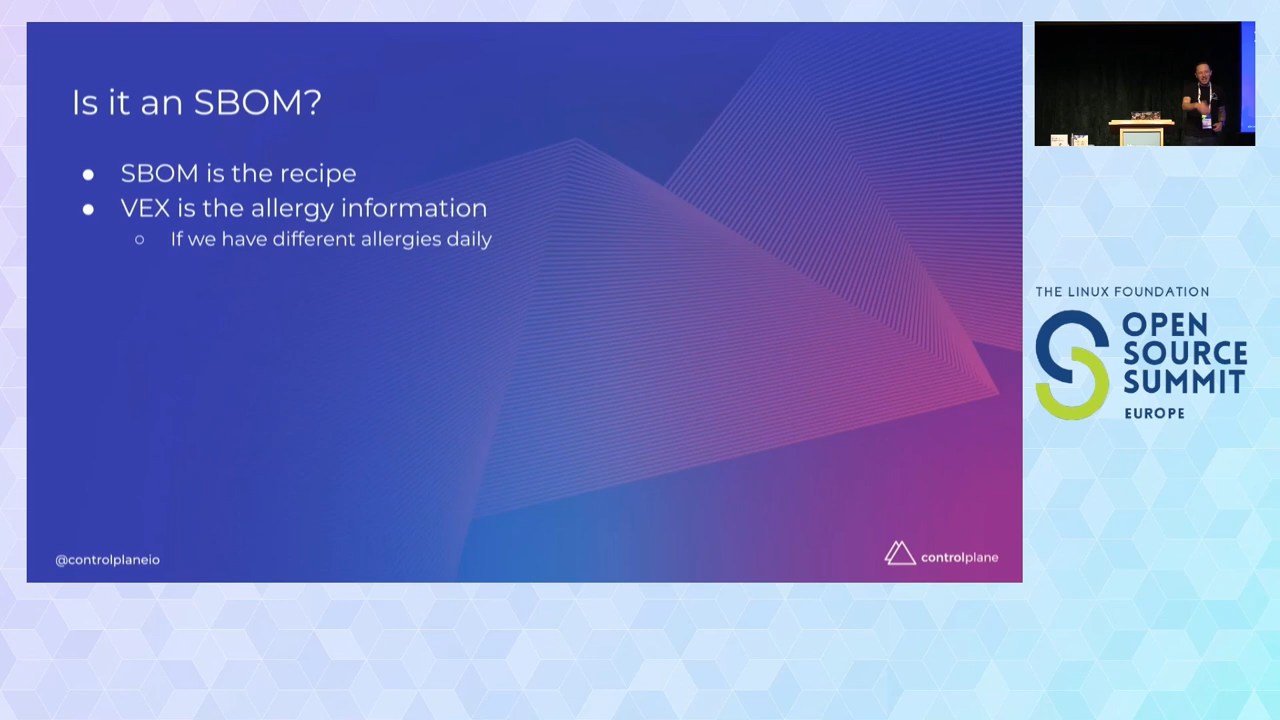 Is it an SBOM?
● SBOM is the recipe
● VEX is the allergy information
○ If we have different allergies daily
@controlplaneio
controlplane
THE LINUX FOUNDATION
OPEN
SOURCE
SUMMIT
EUROPE